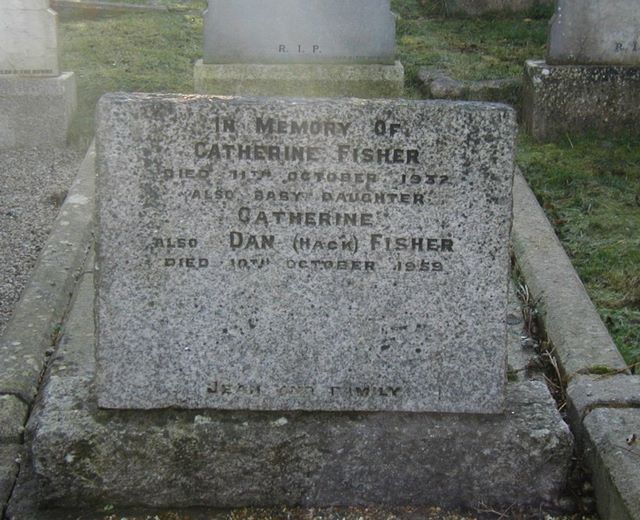 R. I. P.
IN MEMORY OF
CATHERINE FISHER
DIED 11TH OCTOBER 1932
ALSO BABY DAUGHTER
CATHERINE
ALSO DAN (HACK) FISHER
DIED 10TH OCTOBER 1959
JEAN AND FAMILY